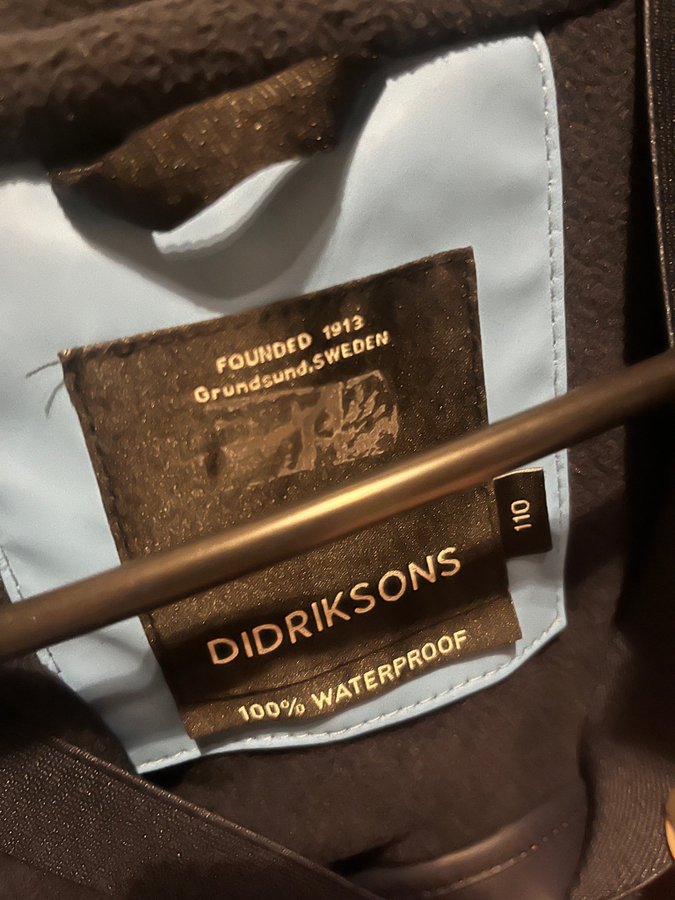 FOUNDED 1913
Grundsund.SWEDEN
110
DIDRIKSONS
100% WATERPROOF